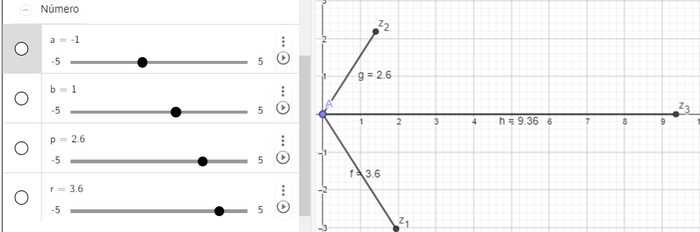 Número
a = -1
-5
5
b = 1
-5
5
p = 2.6
-5
5
r = 3.6
-5
5
3
2
z2
1
g = 2.6
A
z3
1
2
3
4
h = 9.36
6
7
8
9
-1
f = 3.6
-2
z1
-3